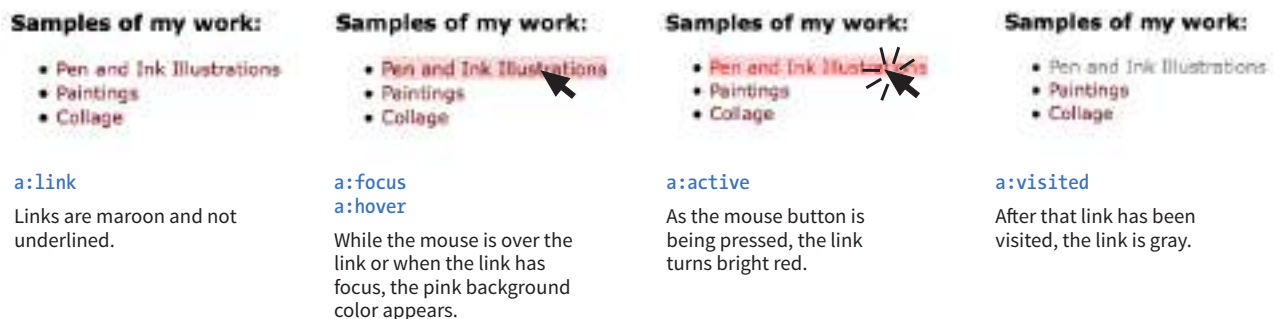 Samples of my work:
• Pen and Ink Illustrations
• Paintings
• Collage
a:link
Links are maroon and not
underlined.
Samples of my work:
• Pen and Ink Illustrations
• Paintings
• Collage
a:focus
a:hover
While the mouse is over the
link or when the link has
focus, the pink background
color appears.
Samples of my work:
• Pen and Ink Illustrations
• Paintings
• Collage
a:active
As the mouse button is
being pressed, the link
turns bright red.
Samples of my work:
• Pen and Ink Illustrations
• Paintings
• Collage
a:visited
After that link has been
visited, the link is gray.